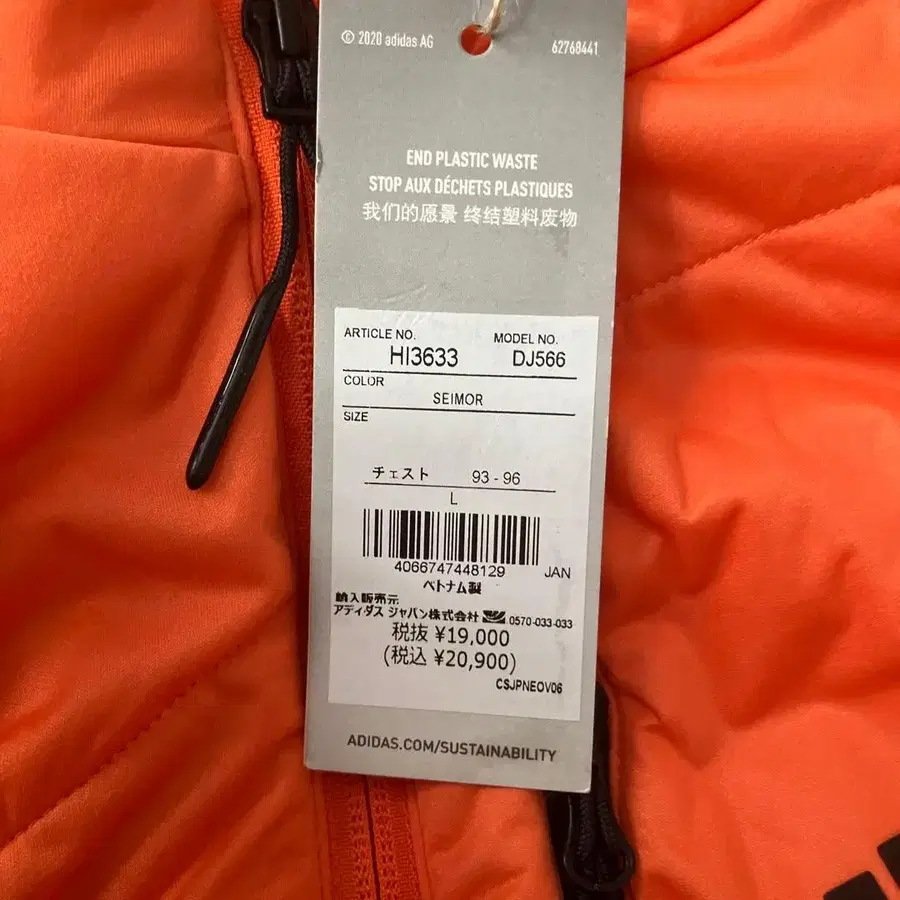 © 2020 adidas AG 62768441
END PLASTIC WASTE
STOP AUX DÉCHETS PLASTIQUES
我们的愿景 终结塑料废物
ARTICLE NO. MODEL NO.
HI3633 DJ566
COLOR
SEIMOR
SIZE
チェスト 93 - 96
L
4066747448129 JAN
ベトナム製
輸入販売元
アディダス ジャパン株式会社 0570-033-033
税抜 ¥19,000
(税込 ¥20,900)
CSJPNEOV06
ADIDAS.COM/SUSTAINABILITY